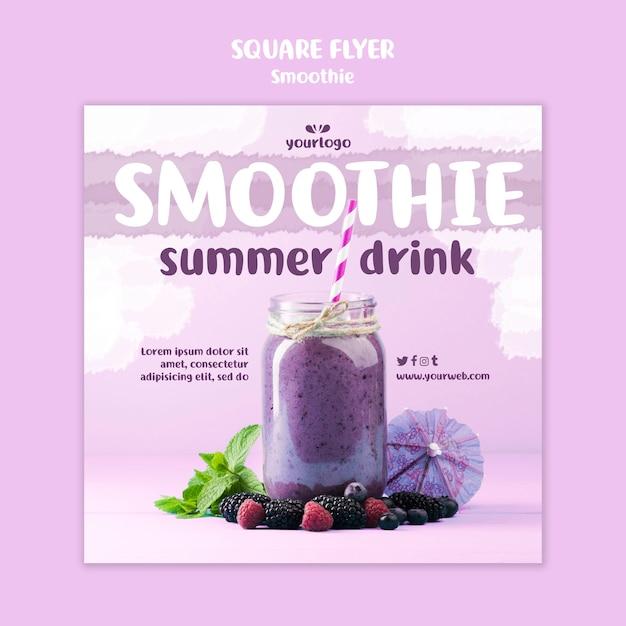 SQUARE FLYER
Smoothie
yourlogo
SMOOTHIE
summer drink
Lorem ipsum dolor sit
amet, consectetur
adipisicing elit, sed do
www.yourweb.com